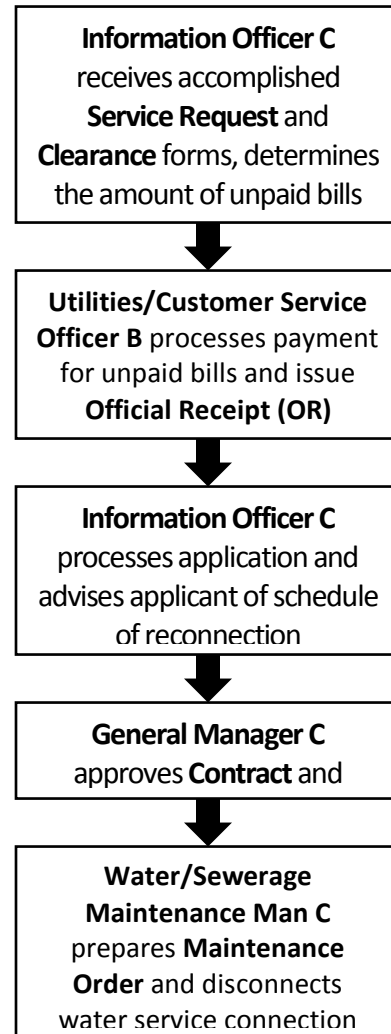 Information Officer C
receives accomplished
Service Request and
Clearance forms, determines
the amount of unpaid bills
Utilities/Customer Service
Officer B processes payment
for unpaid bills and issue
Official Receipt (OR)
Information Officer C
processes application and
advises applicant of schedule
of reconnection
General Manager C
approves Contract and
Water/Sewerage
Maintenance Man C
prepares Maintenance
Order and disconnects
water service connection